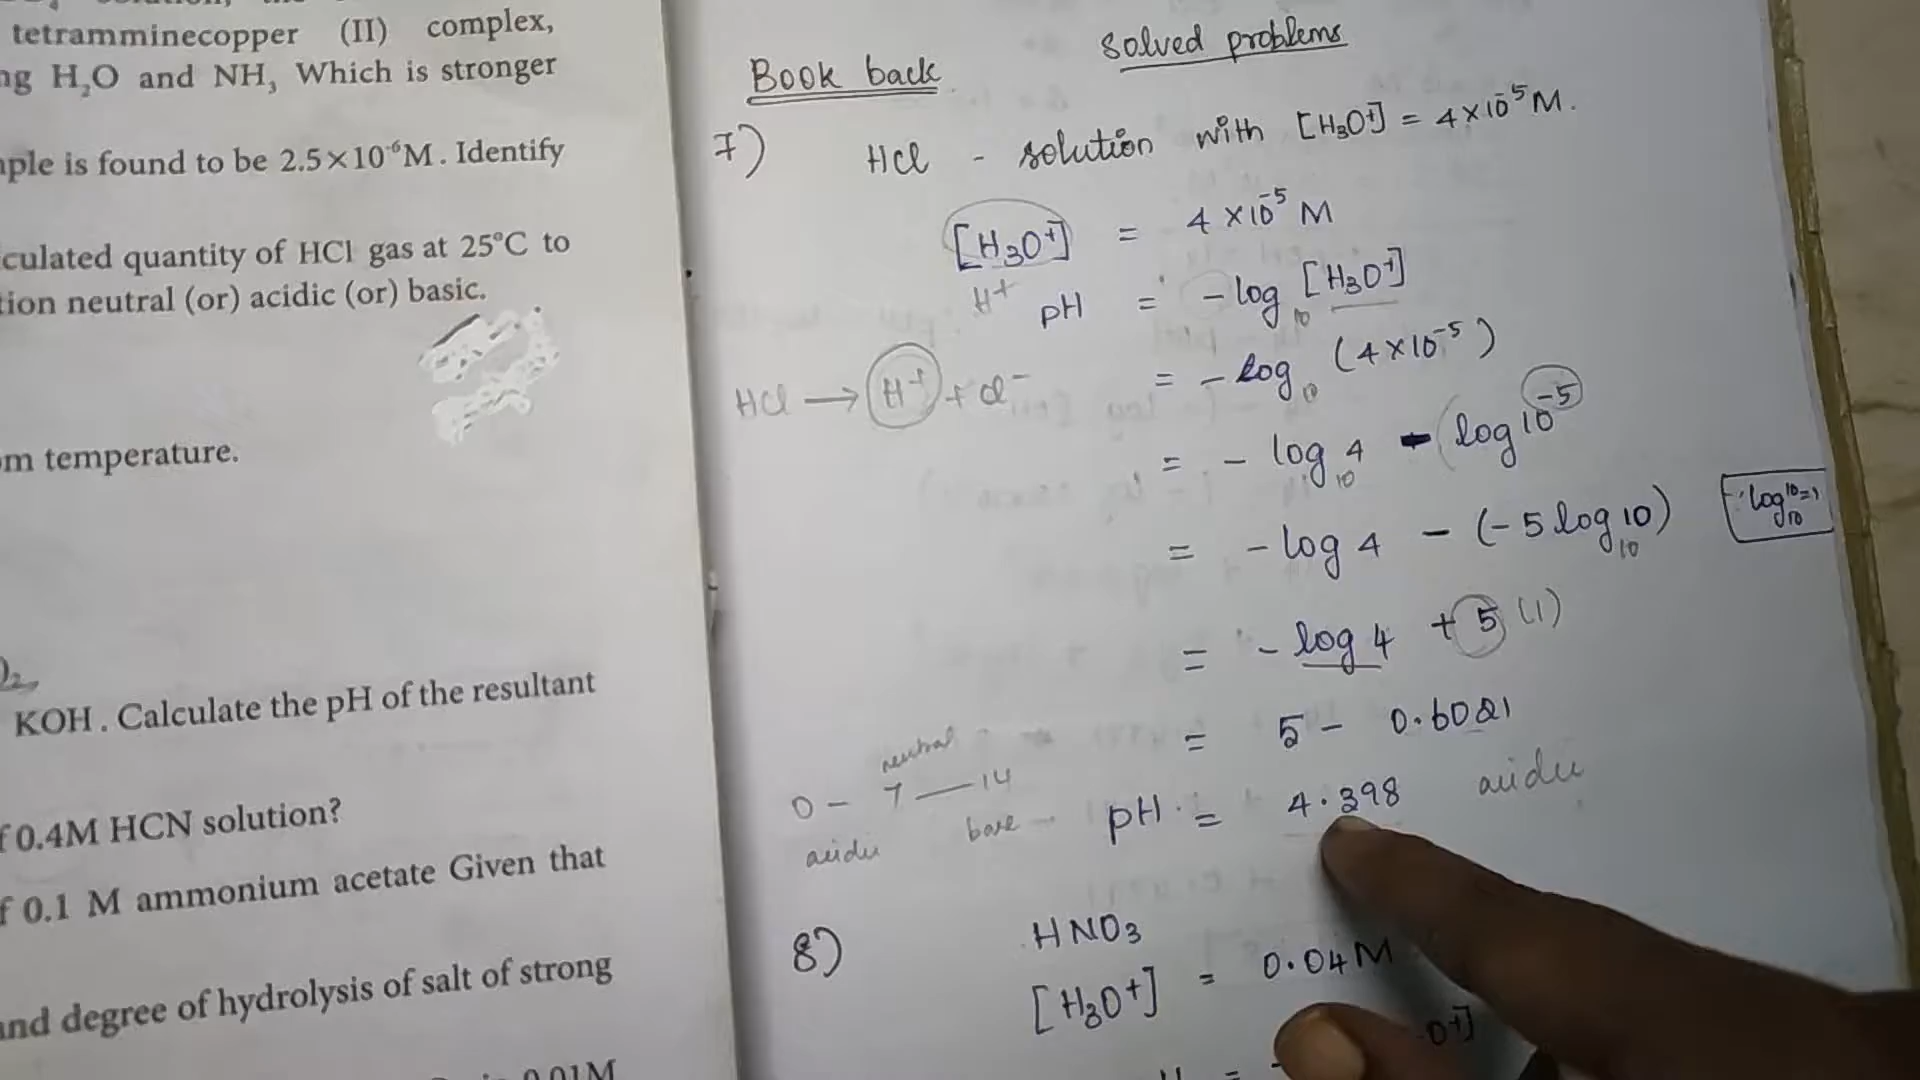 tetramminecopper (II) complex,
ng H₂O and NH₃ Which is stronger
mple is found to be 2.5×10⁻⁶M. Identify
culated quantity of HCl gas at 25°C to
tion neutral (or) acidic (or) basic.
om temperature.
KOH. Calculate the pH of the resultant
f 0.4M HCN solution?
f 0.1 M ammonium acetate Given that
and degree of hydrolysis of salt of strong
0.01M
Book back solved problems
7) HCl - solution with [H₃O⁺] = 4×10⁻⁵M.
[H₃O⁺] = 4×10⁻⁵ M
H⁺ pH = -log₁₀ [H₃O⁺]
= -log₁₀ (4×10⁻⁵)
HCl → H⁺ + Cl⁻
= - log₁₀ 4 - (log10⁻⁵
= -log 4 - (-5 log₁₀ 10) log₁₀ 10=1
= -log 4 + 5 (1)
= 5 - 0.6021
neutral
0 - 7 — 14
pH = 4.398 acidic
acidic base
8) HNO₃
[H₃O⁺] = 0.04M
O⁺]